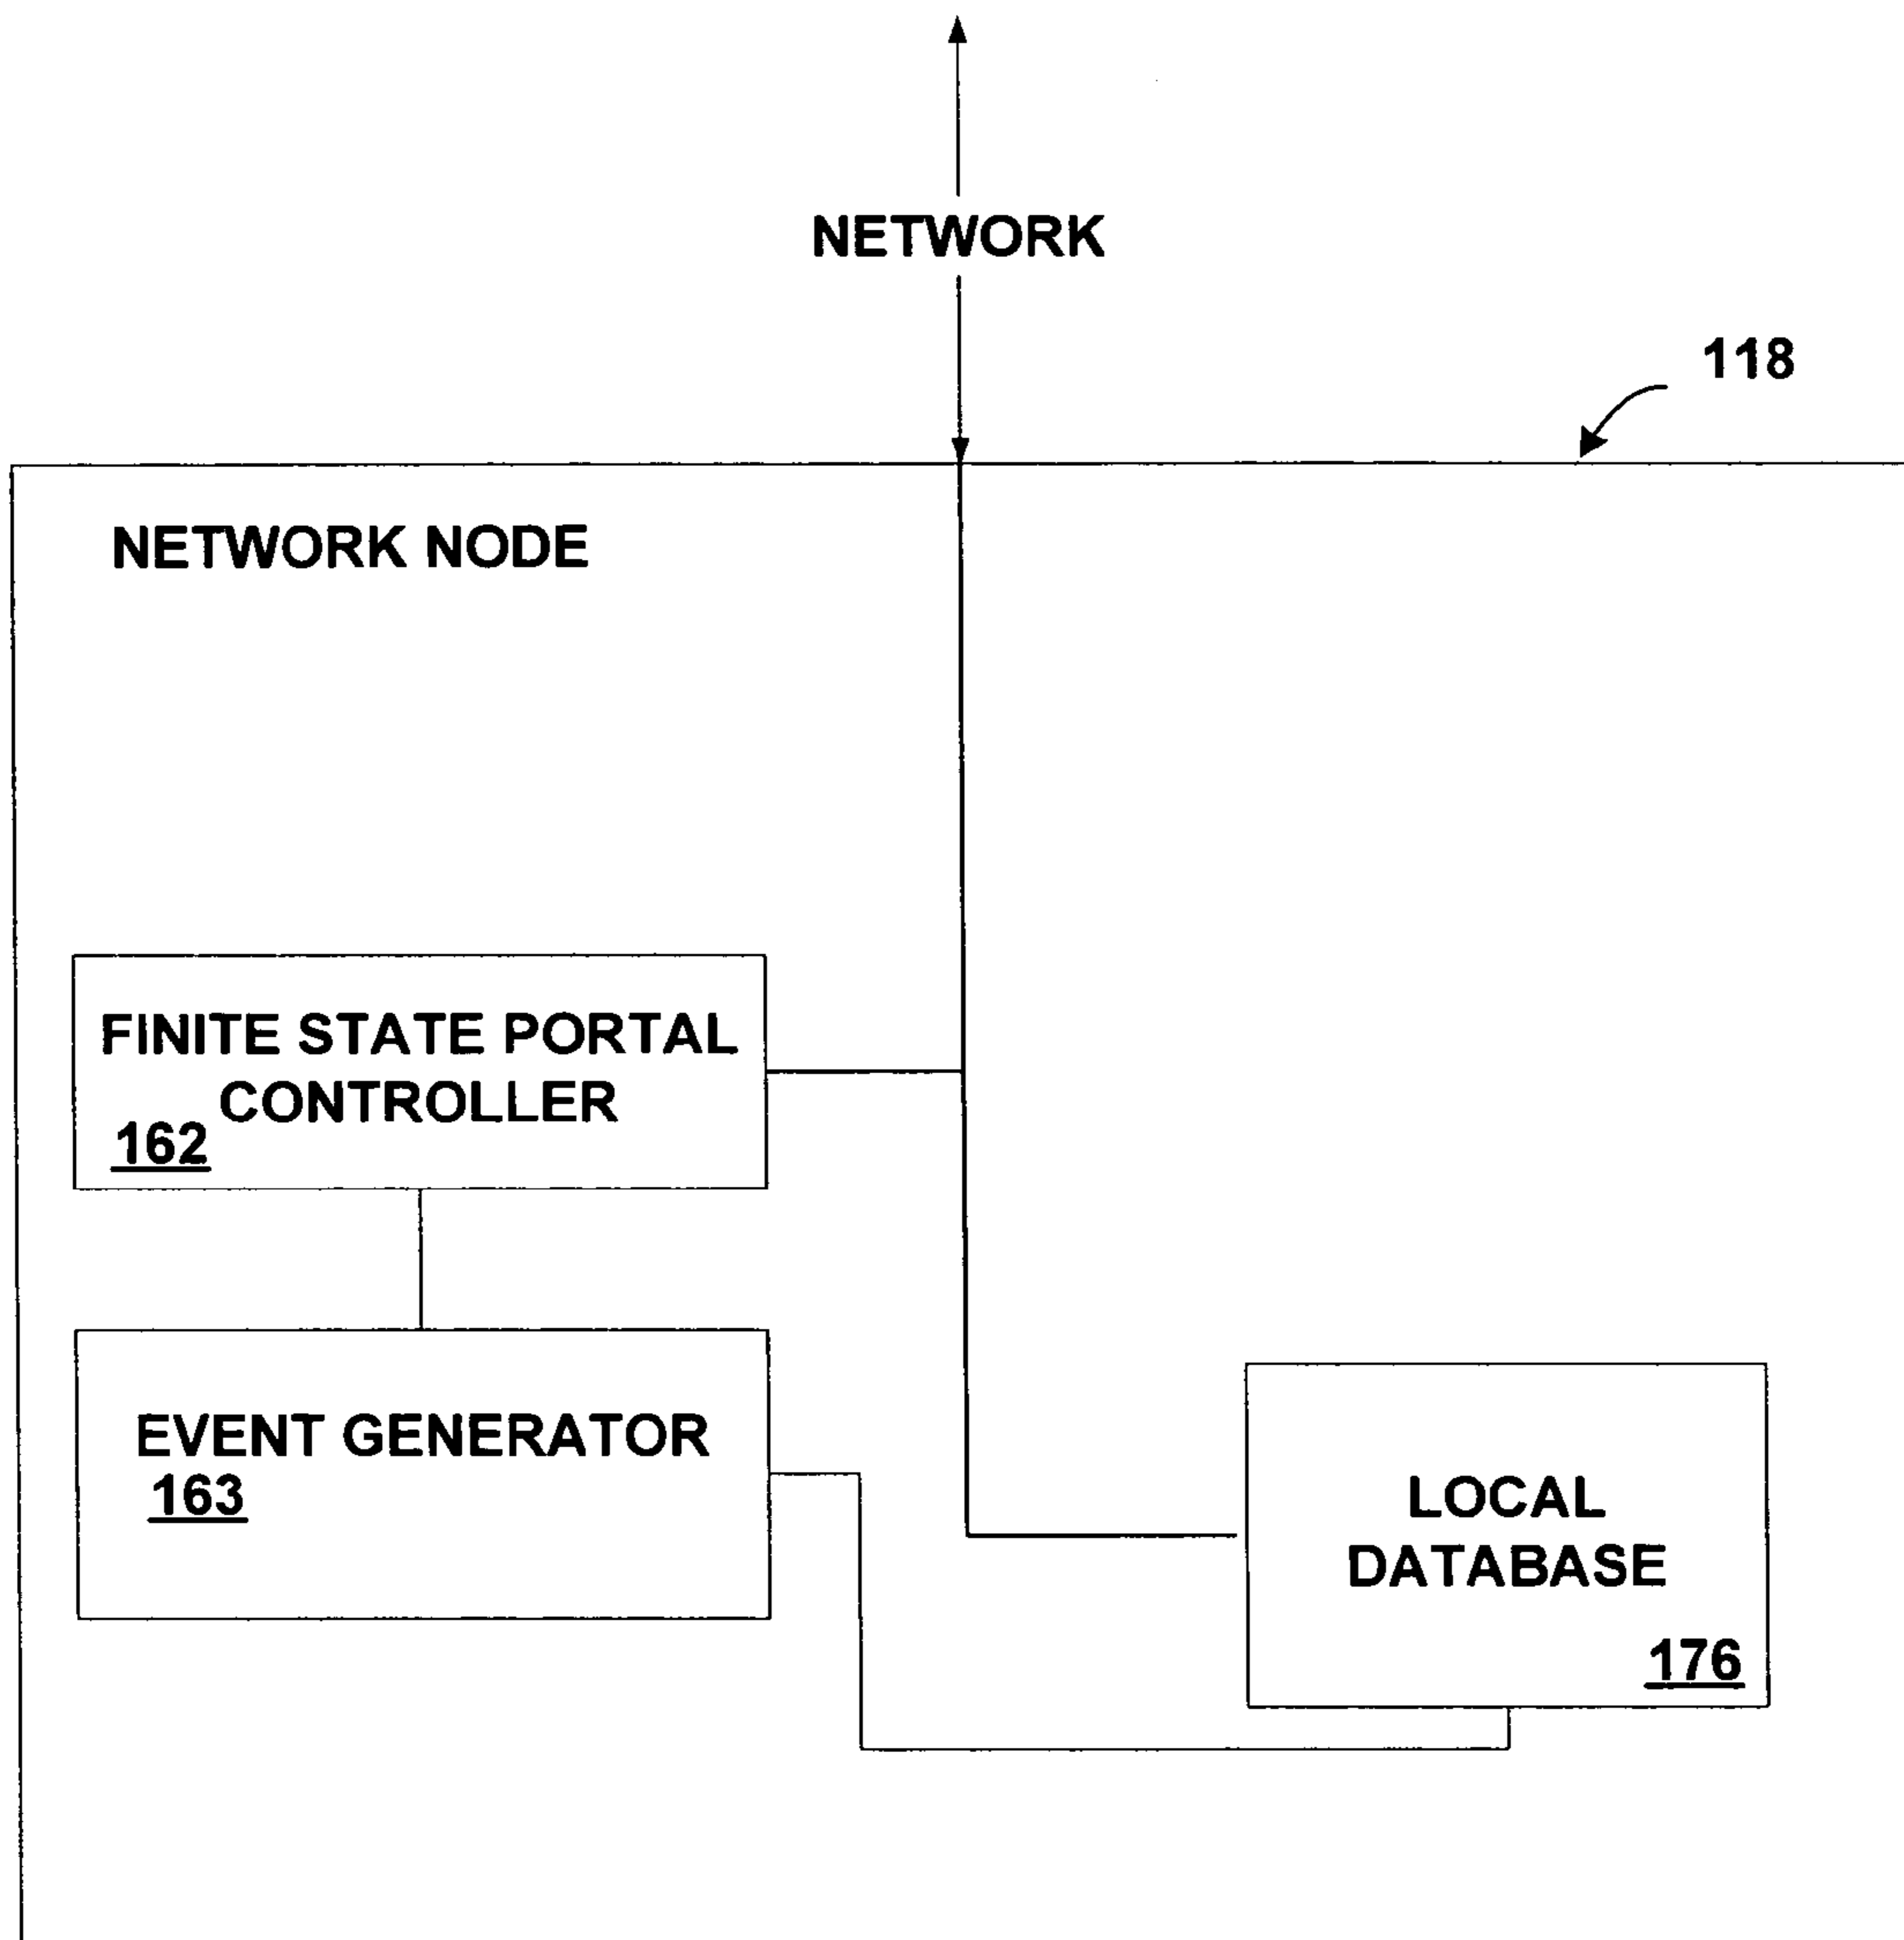 NETWORK
118
NETWORK NODE
FINITE STATE PORTAL
CONTROLLER
162
EVENT GENERATOR
163
LOCAL
DATABASE
176